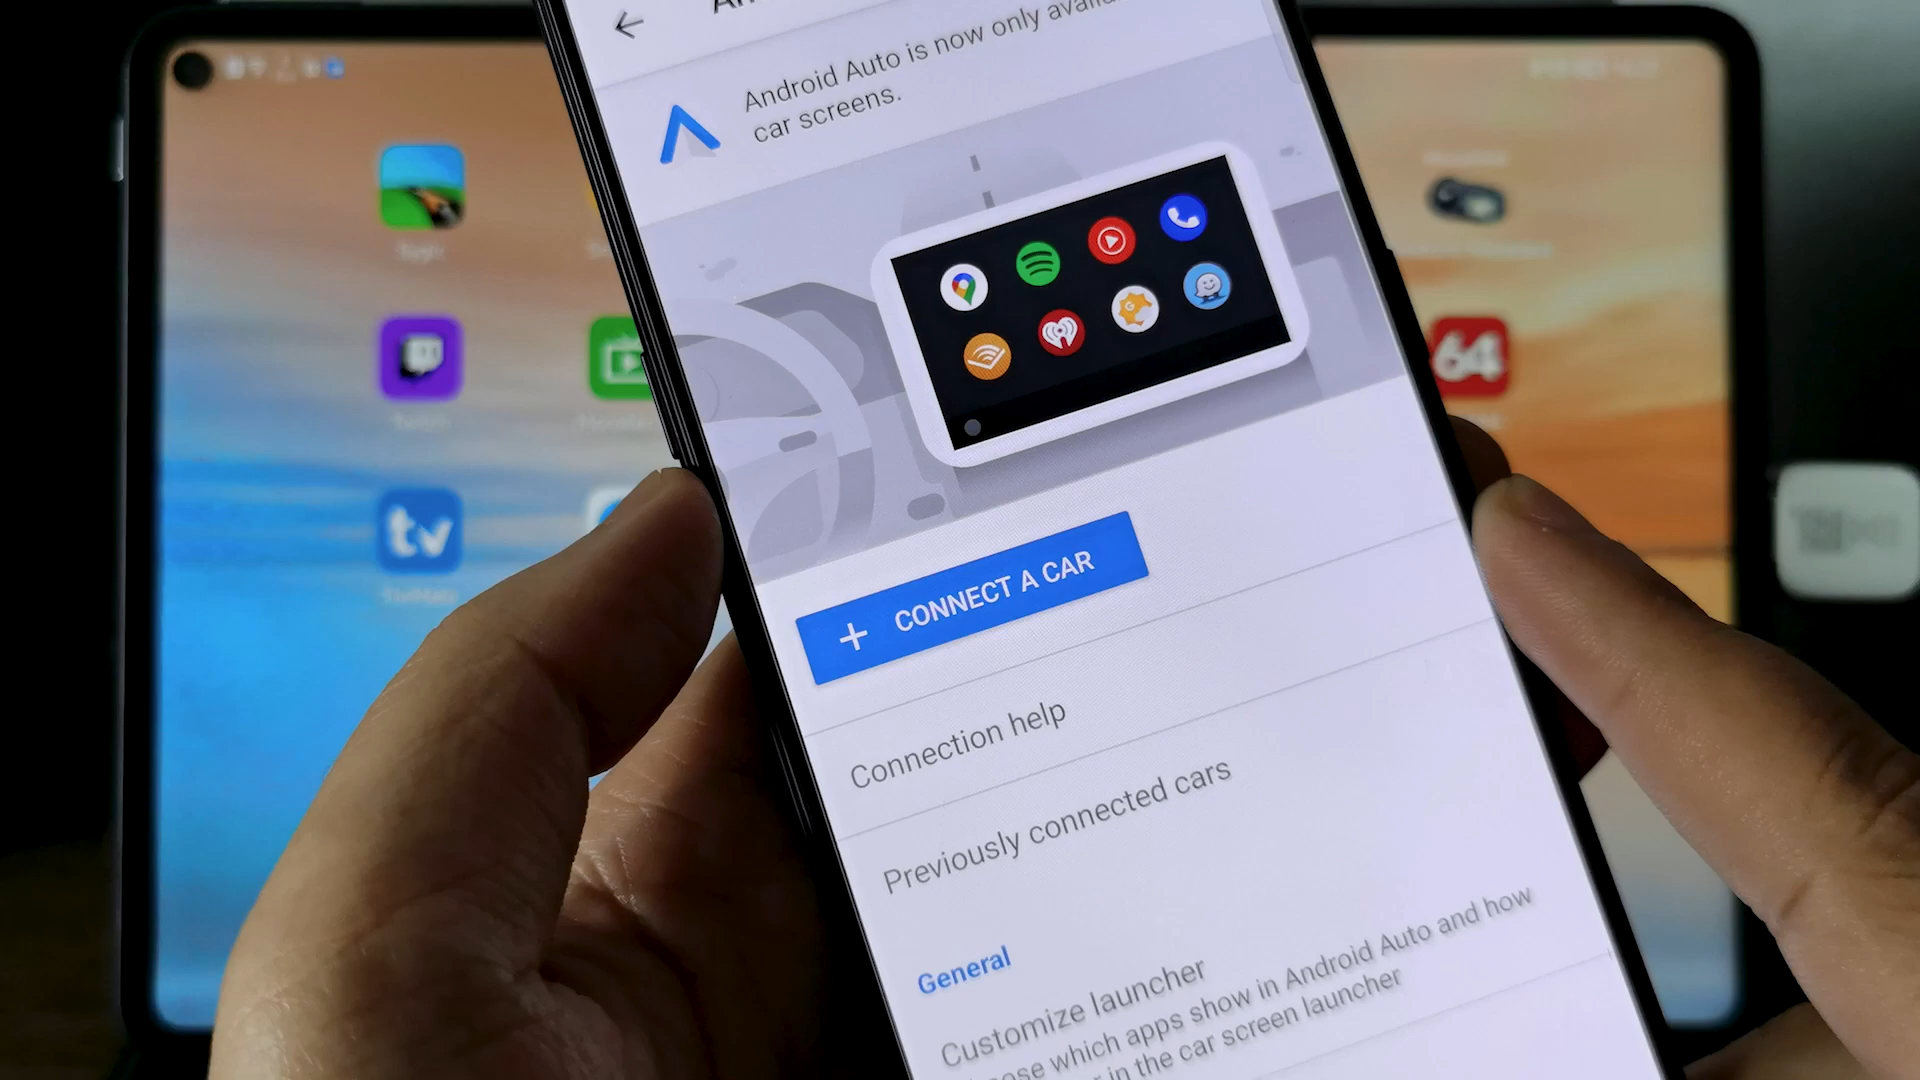 Android Auto is now only
car screens.
+ CONNECT A CAR
Connection help
Previously connected cars
General
Customize launcher
which apps show in Android Auto and how
in the car screen launcher
tv
64